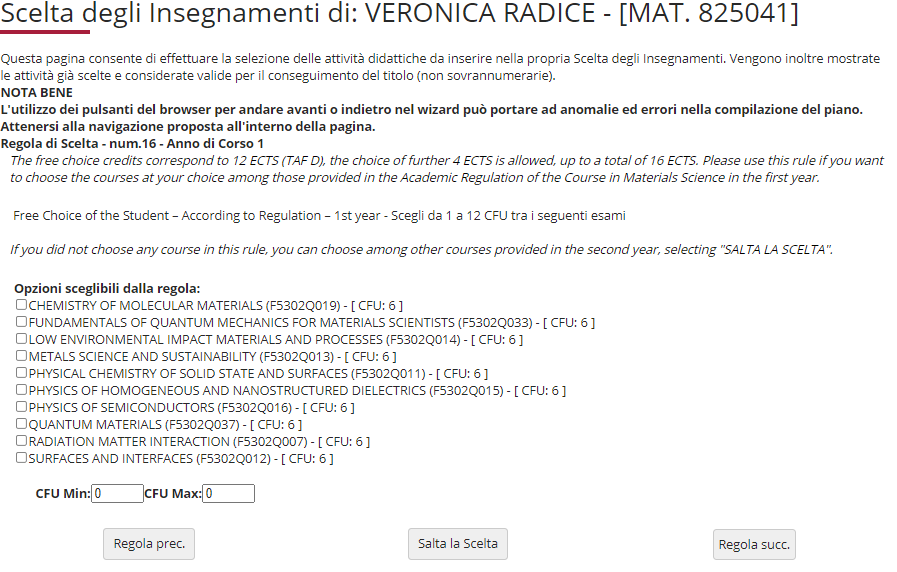 Scelta degli Insegnamenti di: VERONICA RADICE - [MAT. 825041]
Questa pagina consente di effettuare la selezione delle attività didattiche da inserire nella propria Scelta degli Insegnamenti. Vengono inoltre mostrate
le attività già scelte e considerate valide per il conseguimento del titolo (non sovrannumerarie).
NOTA BENE
L'utilizzo dei pulsanti del browser per andare avanti o indietro nel wizard può portare ad anomalie ed errori nella compilazione del piano.
Attenersi alla navigazione proposta all'interno della pagina.
Regola di Scelta - num.16 - Anno di Corso 1
The free choice credits correspond to 12 ECTS (TAF D), the choice of further 4 ECTS is allowed, up to a total of 16 ECTS. Please use this rule if you want
to choose the courses at your choice among those provided in the Academic Regulation of the Course in Materials Science in the first year.
Free Choice of the Student – According to Regulation – 1st year - Scegli da 1 a 12 CFU tra i seguenti esami
If you did not choose any course in this rule, you can choose among other courses provided in the second year, selecting "SALTA LA SCELTA".
Opzioni sceglibili dalla regola:
CHEMISTRY OF MOLECULAR MATERIALS (F5302Q019) - [ CFU: 6 ]
FUNDAMENTALS OF QUANTUM MECHANICS FOR MATERIALS SCIENTISTS (F5302Q033) - [ CFU: 6 ]
LOW ENVIRONMENTAL IMPACT MATERIALS AND PROCESSES (F5302Q014) - [ CFU: 6 ]
METALS SCIENCE AND SUSTAINABILITY (F5302Q013) - [ CFU: 6 ]
PHYSICAL CHEMISTRY OF SOLID STATE AND SURFACES (F5302Q011) - [ CFU: 6 ]
PHYSICS OF HOMOGENEOUS AND NANOSTRUCTURED DIELECTRICS (F5302Q015) - [ CFU: 6 ]
PHYSICS OF SEMICONDUCTORS (F5302Q016) - [ CFU: 6 ]
QUANTUM MATERIALS (F5302Q037) - [ CFU: 6 ]
RADIATION MATTER INTERACTION (F5302Q007) - [ CFU: 6 ]
SURFACES AND INTERFACES (F5302Q012) - [ CFU: 6 ]
CFU Min: 0 CFU Max: 0
Regola prec. Salta la Scelta Regola succ.